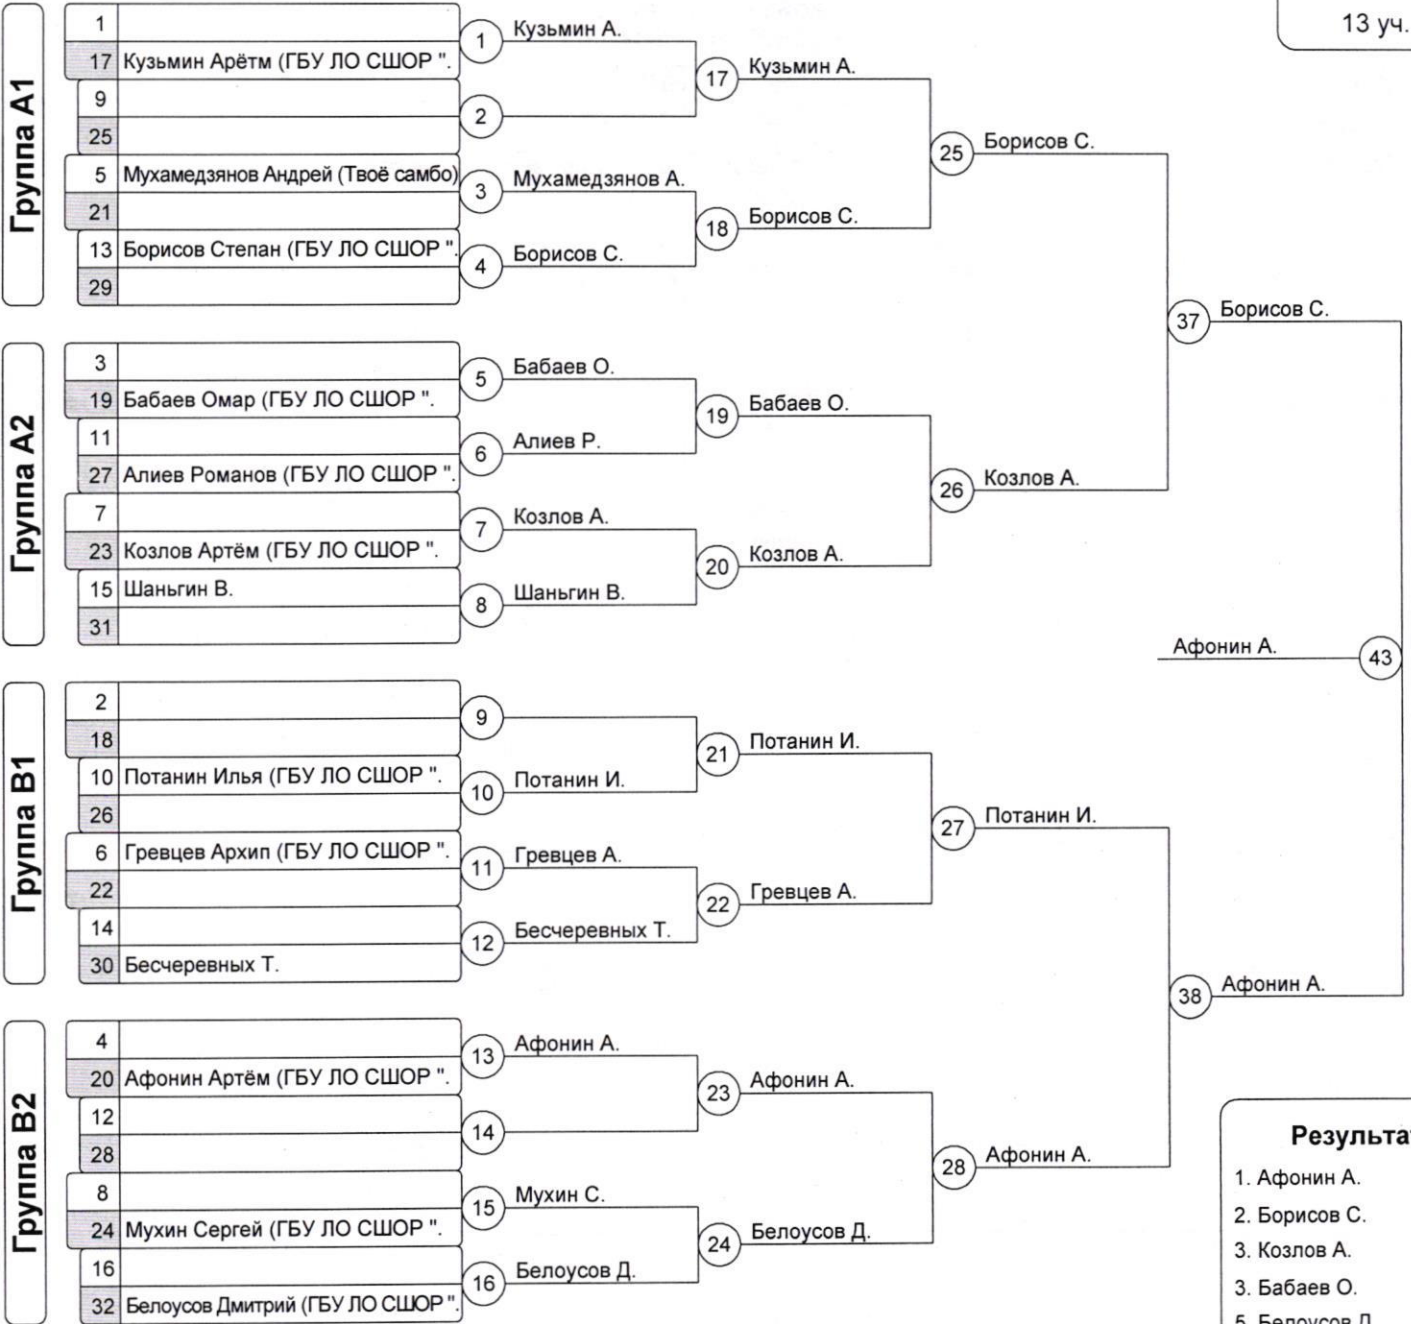 13 уч.
Группа A1
1
17 Кузьмин Арётм (ГБУ ЛО СШОР ".
9
25
5 Мухамедзянов Андрей (Твоё самбо)
21
13 Борисов Степан (ГБУ ЛО СШОР ".
29
1 Кузьмин А.
2
3 Мухамедзянов А.
4 Борисов С.
17 Кузьмин А.
18 Борисов С.
25 Борисов С.
Группа A2
3
19 Бабаев Омар (ГБУ ЛО СШОР ".
11
27 Алиев Романов (ГБУ ЛО СШОР ".
7
23 Козлов Артём (ГБУ ЛО СШОР ".
15 Шаньгин В.
31
5 Бабаев О.
6 Алиев Р.
7 Козлов А.
8 Шаньгин В.
19 Бабаев О.
20 Козлов А.
26 Козлов А.
37 Борисов С.
Афонин А. 43
Группа B1
2
18
10 Потанин Илья (ГБУ ЛО СШОР ".
26
6 Гревцев Архип (ГБУ ЛО СШОР ".
22
14
30 Бесчеревных Т.
9
10 Потанин И.
11 Гревцев А.
12 Бесчеревных Т.
21 Потанин И.
22 Гревцев А.
27 Потанин И.
Группа B2
4
20 Афонин Артём (ГБУ ЛО СШОР ".
12
28
8
24 Мухин Сергей (ГБУ ЛО СШОР ".
16
32 Белоусов Дмитрий (ГБУ ЛО СШОР ".
13 Афонин А.
14
15 Мухин С.
16 Белоусов Д.
23 Афонин А.
24 Белоусов Д.
28 Афонин А.
38 Афонин А.
Результа
1. Афонин А.
2. Борисов С.
3. Козлов А.
3. Бабаев О.
5. Белоусов Д.